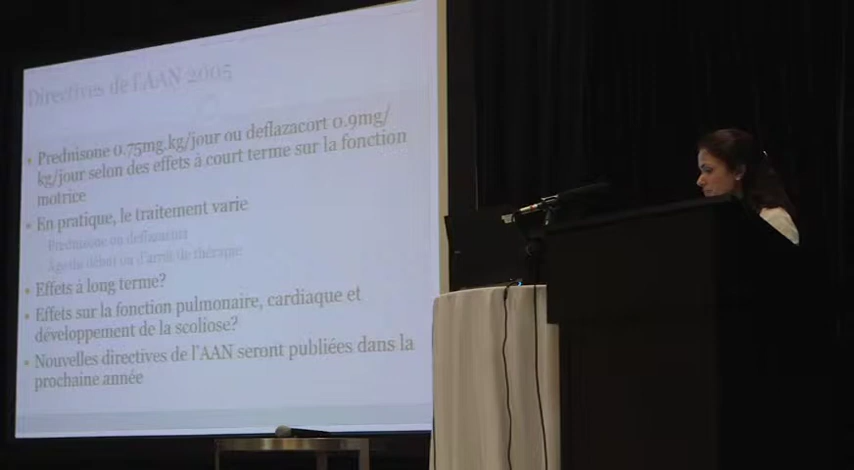 Directives de l'AAN 2005
Prednisone 0.75mg.kg/jour ou deflazacort 0.9mg/
kg/jour selon des effets à court terme sur la fonction
motrice
En pratique, le traitement varie
Prednisone ou deflazacort
Âge du début ou d'arrêt de thérapie
Effets à long terme?
Effets sur la fonction pulmonaire, cardiaque et
développement de la scoliose?
Nouvelles directives de l'AAN seront publiées dans la
prochaine année